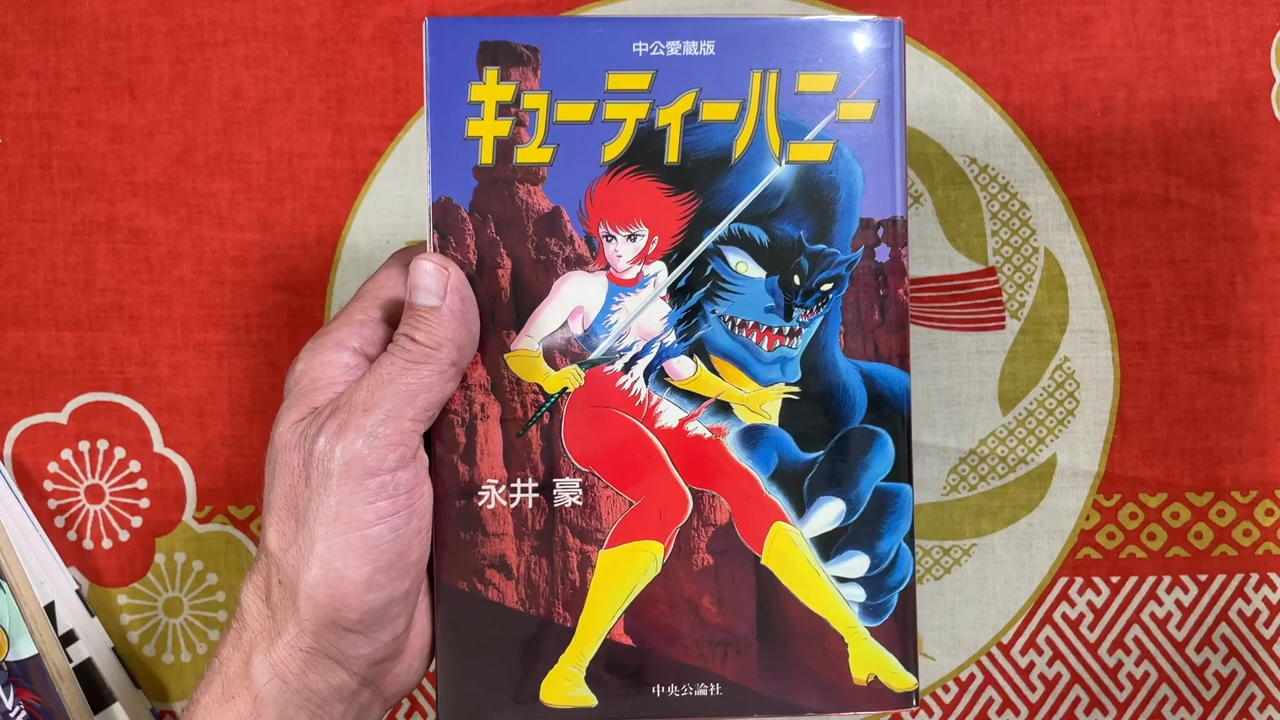 中公愛蔵版
キューティーハニー
永井 豪
中央公論社